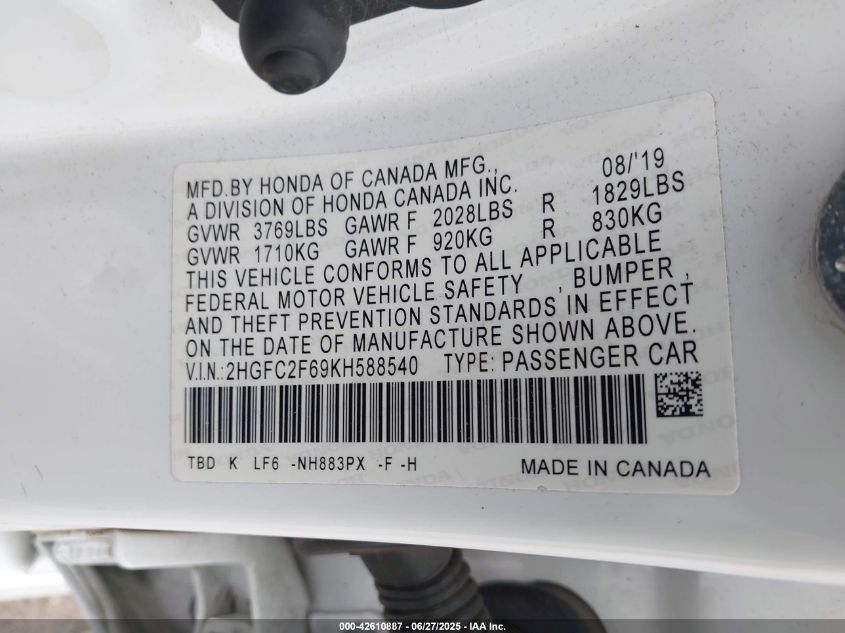 MFD.BY HONDA OF CANADA MFG., 08/'19
A DIVISION OF HONDA CANADA INC.
GVWR 3769LBS GAWR F 2028LBS R 1829LBS
GVWR 1710KG GAWR F 920KG R 830KG
THIS VEHICLE CONFORMS TO ALL APPLICABLE
FEDERAL MOTOR VEHICLE SAFETY , BUMPER ,
AND THEFT PREVENTION STANDARDS IN EFFECT
ON THE DATE OF MANUFACTURE SHOWN ABOVE.
V.I.N.:2HGFC2F69KH588540 TYPE: PASSENGER CAR
TBD K LF6 -NH883PX -F -H MADE IN CANADA
000-42610887 - 06/27/2025 - IAA Inc.